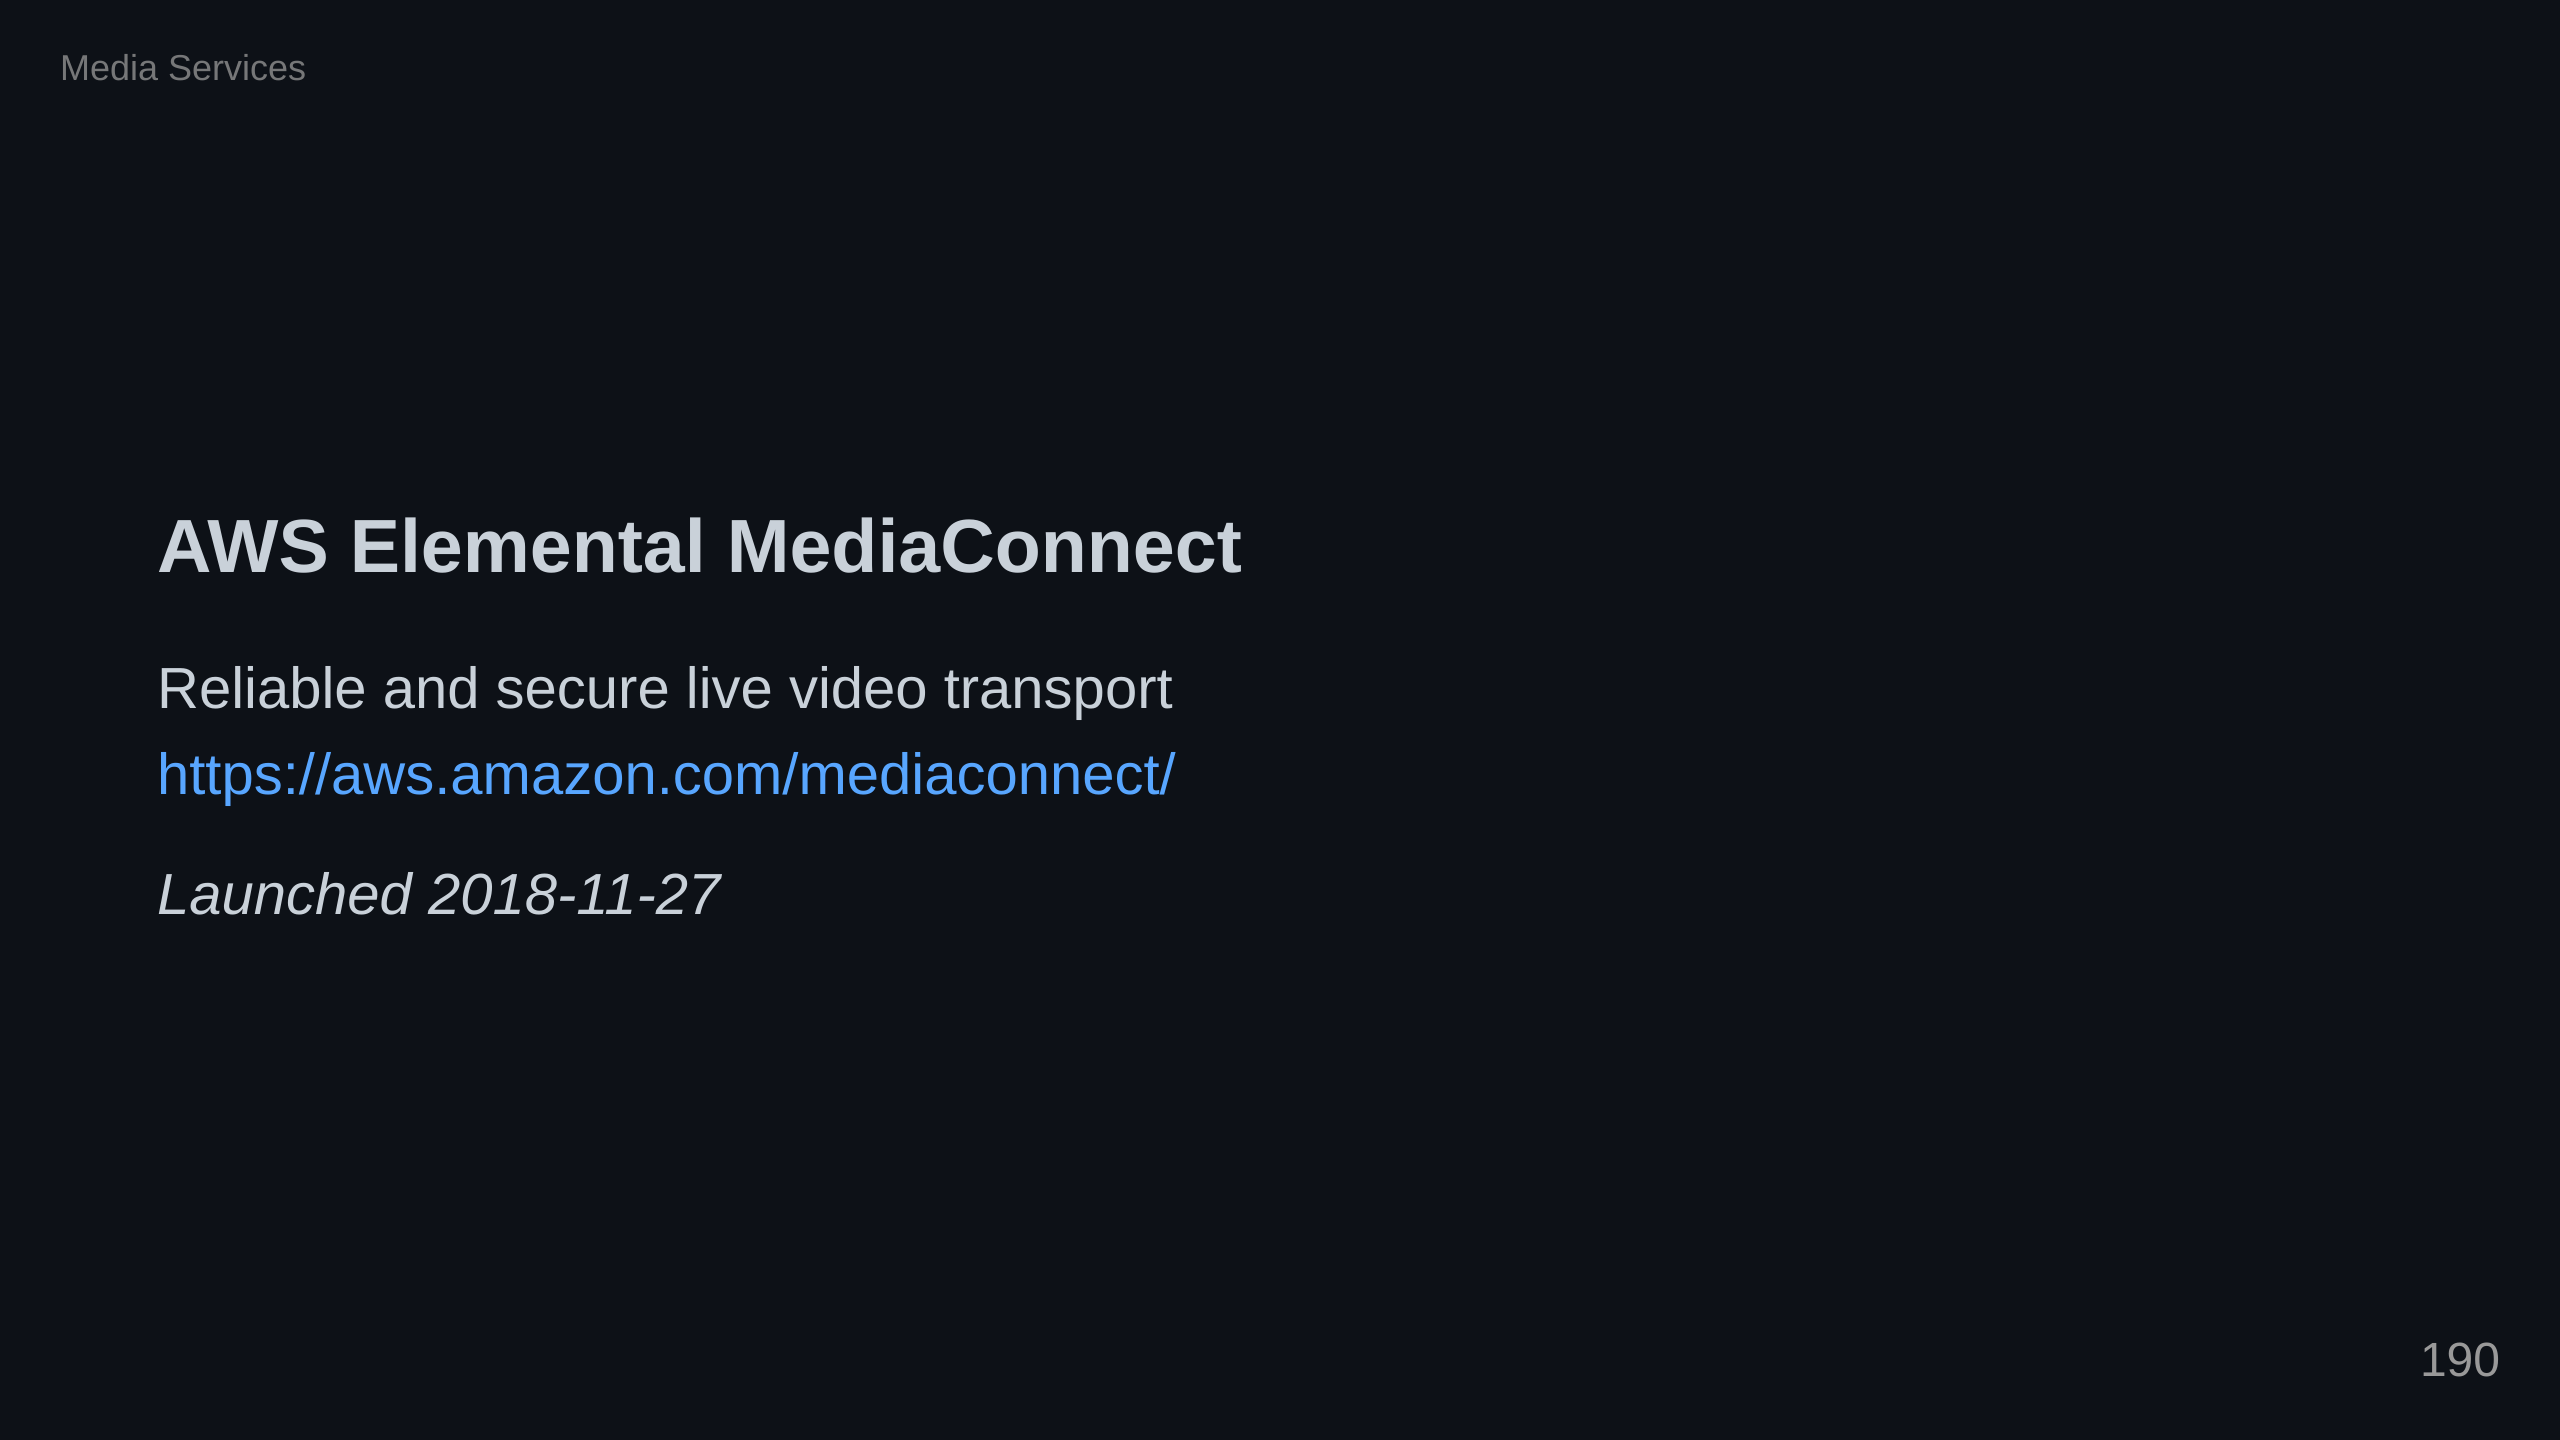 Media Services
AWS Elemental MediaConnect
Reliable and secure live video transport
https://aws.amazon.com/mediaconnect/
Launched 2018-11-27
190